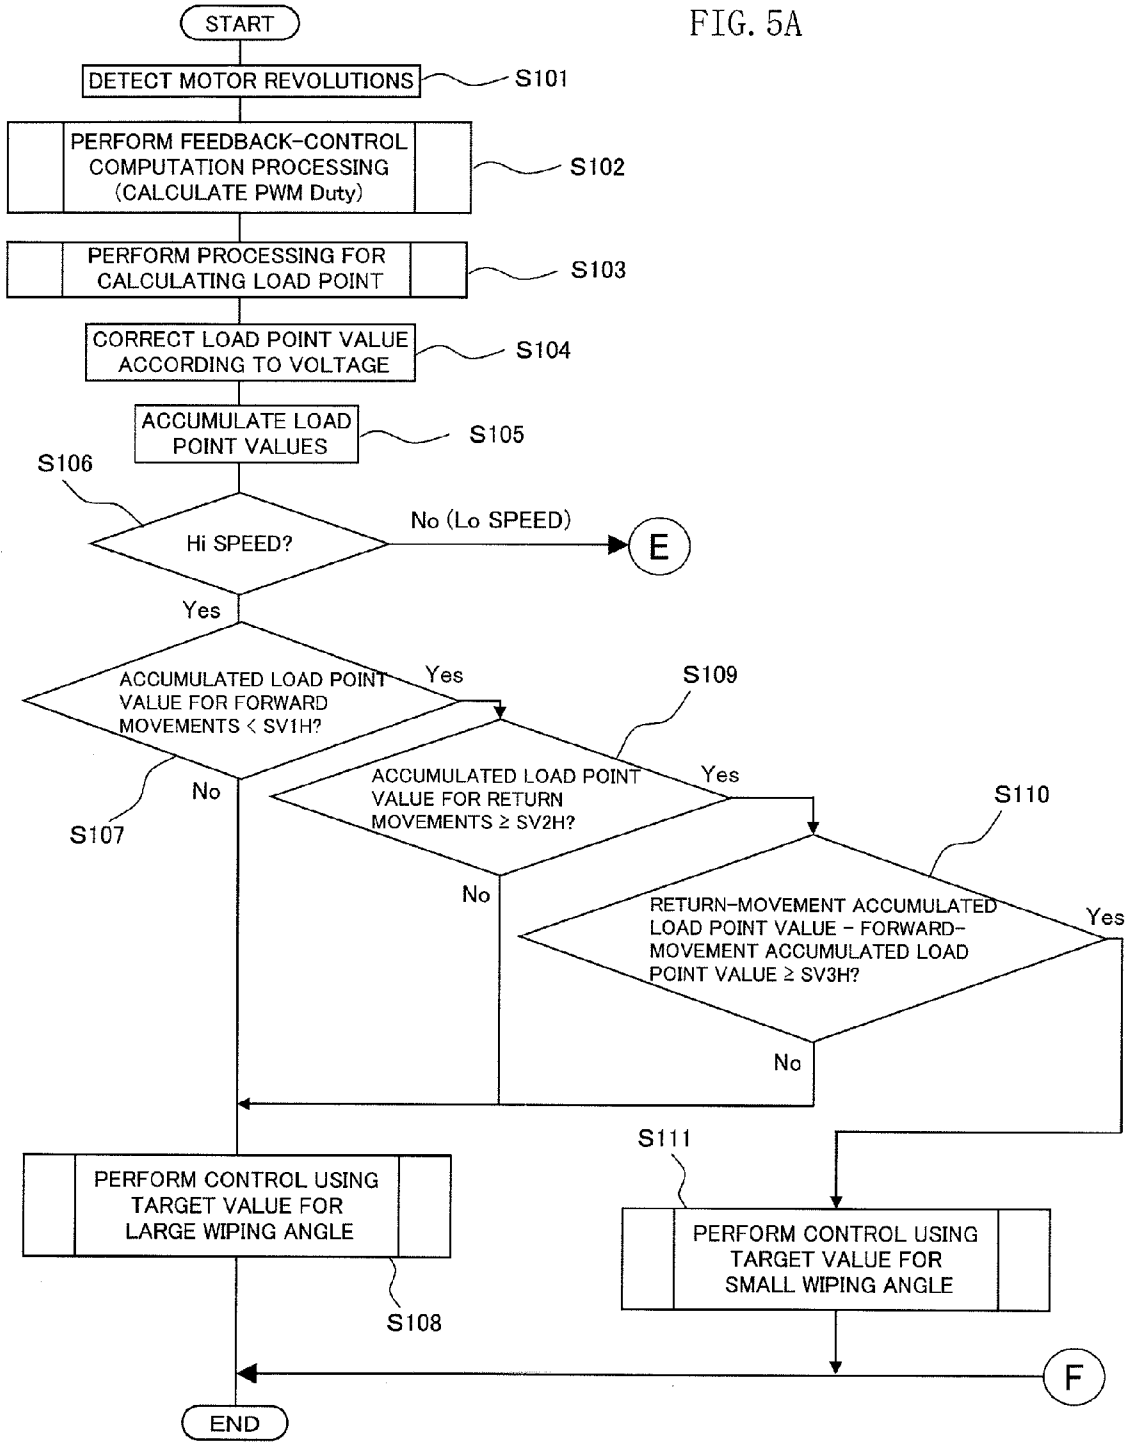 FIG. 5A
START
DETECT MOTOR REVOLUTIONS
S101
PERFORM FEEDBACK-CONTROL
COMPUTATION PROCESSING
(CALCULATE PWM Duty)
S102
PERFORM PROCESSING FOR
CALCULATING LOAD POINT
S103
CORRECT LOAD POINT VALUE
ACCORDING TO VOLTAGE
S104
ACCUMULATE LOAD
POINT VALUES
S105
S106
Hi SPEED?
No (Lo SPEED)
E
Yes
ACCUMULATED LOAD POINT
VALUE FOR FORWARD
MOVEMENTS < SV1H?
Yes
No
S107
S109
ACCUMULATED LOAD POINT
VALUE FOR RETURN
MOVEMENTS ≥ SV2H?
Yes
No
S110
RETURN-MOVEMENT ACCUMULATED
LOAD POINT VALUE - FORWARD-
MOVEMENT ACCUMULATED LOAD
POINT VALUE ≥ SV3H?
Yes
No
PERFORM CONTROL USING
TARGET VALUE FOR
LARGE WIPING ANGLE
S108
S111
PERFORM CONTROL USING
TARGET VALUE FOR
SMALL WIPING ANGLE
F
END